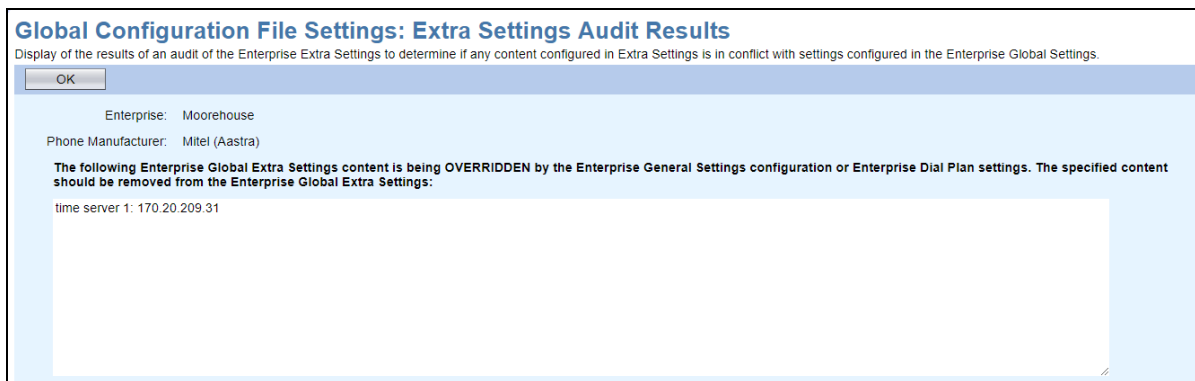 Global Configuration File Settings: Extra Settings Audit Results
Display of the results of an audit of the Enterprise Extra Settings to determine if any content configured in Extra Settings is in conflict with settings configured in the Enterprise Global Settings.
OK
Enterprise: Moorehouse
Phone Manufacturer: Mitel (Aastra)
The following Enterprise Global Extra Settings content is being OVERRIDDEN by the Enterprise General Settings configuration or Enterprise Dial Plan settings. The specified content
should be removed from the Enterprise Global Extra Settings:
time server 1: 170.20.209.31